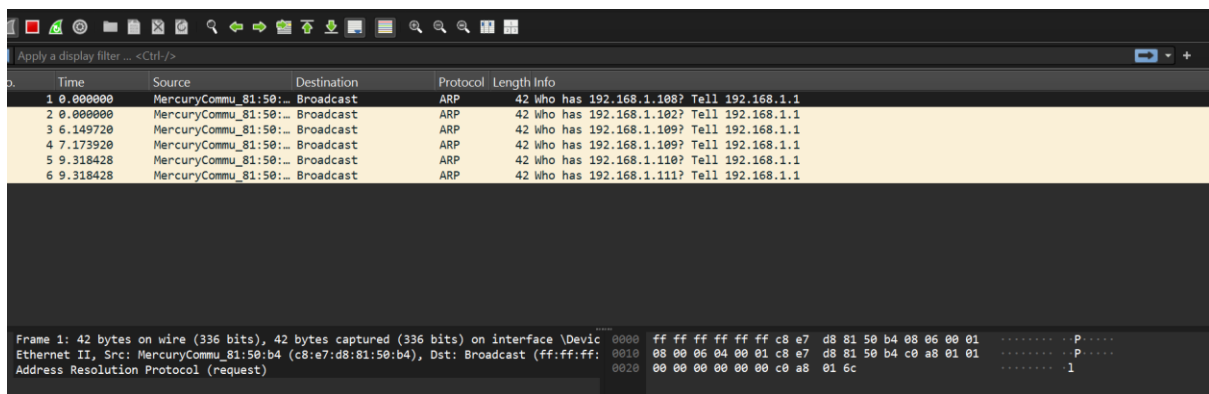 Apply a display filter ... <Ctrl-/>
+
o. Time Source Destination Protocol Length Info
1 0.000000 MercuryCommu_81:50:… Broadcast ARP 42 Who has 192.168.1.108? Tell 192.168.1.1
2 0.000000 MercuryCommu_81:50:… Broadcast ARP 42 Who has 192.168.1.102? Tell 192.168.1.1
3 6.149720 MercuryCommu_81:50:… Broadcast ARP 42 Who has 192.168.1.109? Tell 192.168.1.1
4 7.173920 MercuryCommu_81:50:… Broadcast ARP 42 Who has 192.168.1.109? Tell 192.168.1.1
5 9.318428 MercuryCommu_81:50:… Broadcast ARP 42 Who has 192.168.1.110? Tell 192.168.1.1
6 9.318428 MercuryCommu_81:50:… Broadcast ARP 42 Who has 192.168.1.111? Tell 192.168.1.1
Frame 1: 42 bytes on wire (336 bits), 42 bytes captured (336 bits) on interface \Devic
Ethernet II, Src: MercuryCommu_81:50:b4 (c8:e7:d8:81:50:b4), Dst: Broadcast (ff:ff:ff:
Address Resolution Protocol (request)
0000 ff ff ff ff ff ff c8 e7 d8 81 50 b4 08 06 00 01 ········ ··P·····
0010 08 00 06 04 00 01 c8 e7 d8 81 50 b4 c0 a8 01 01 ········ ··P·····
0020 00 00 00 00 00 00 c0 a8 01 6c ········ ·l